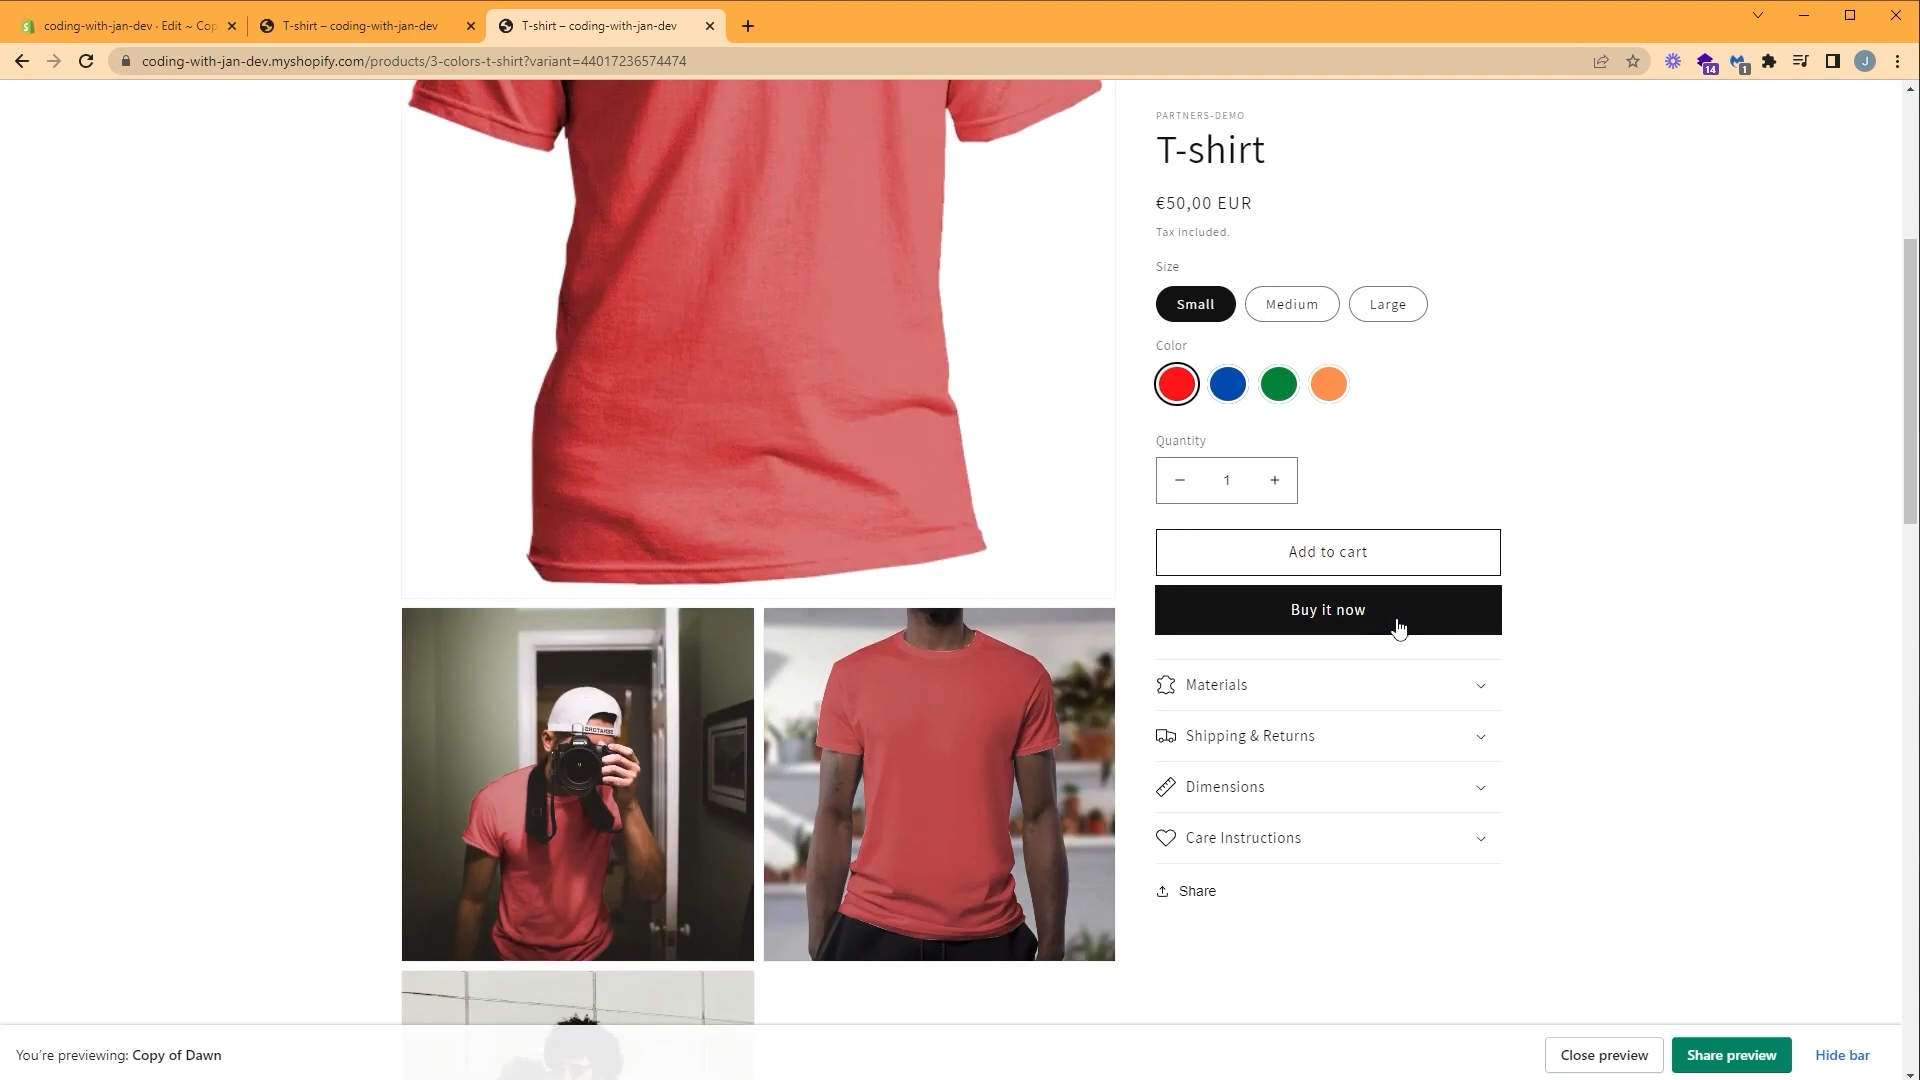 coding-with-jan-dev · Edit ~ Cop
T-shirt – coding-with-jan-dev
T-shirt – coding-with-jan-dev
coding-with-jan-dev.myshopify.com/products/3-colors-t-shirt?variant=44017236574474
14
1
J
PARTNERS-DEMO
T-shirt
€50,00 EUR
Tax included.
Size
Small Medium Large
Color
Quantity
− 1 +
Add to cart
Buy it now
Materials
Shipping & Returns
Dimensions
Care Instructions
Share
You're previewing: Copy of Dawn
Close preview
Share preview
Hide bar